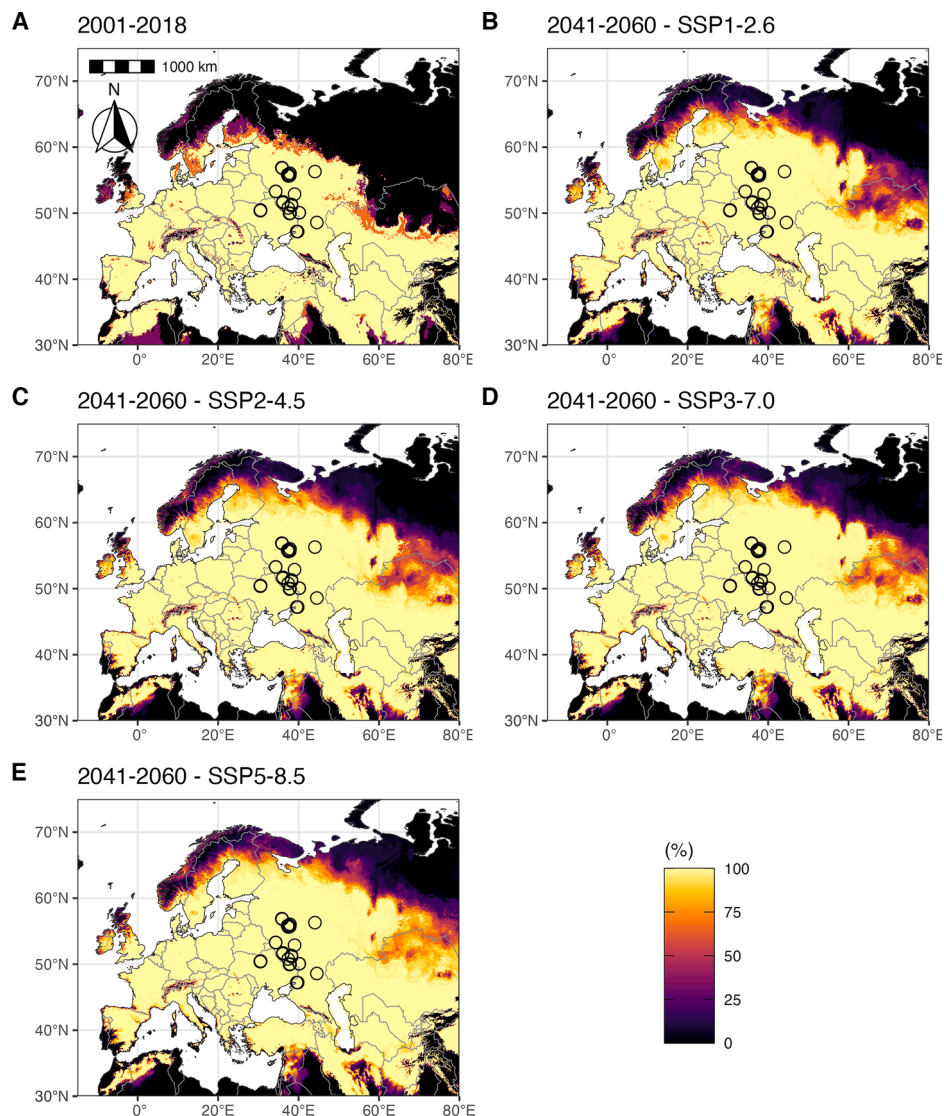 A 2001-2018
B 2041-2060 - SSP1-2.6
1000 km
N
70°N
60°N
50°N
40°N
30°N
0° 20°E 40°E 60°E 80°E
70°N
60°N
50°N
40°N
30°N
0° 20°E 40°E 60°E 80°E
C 2041-2060 - SSP2-4.5
D 2041-2060 - SSP3-7.0
70°N
60°N
50°N
40°N
30°N
0° 20°E 40°E 60°E 80°E
70°N
60°N
50°N
40°N
30°N
0° 20°E 40°E 60°E 80°E
E 2041-2060 - SSP5-8.5
70°N
60°N
50°N
40°N
30°N
0° 20°E 40°E 60°E 80°E
(%)
100
75
50
25
0